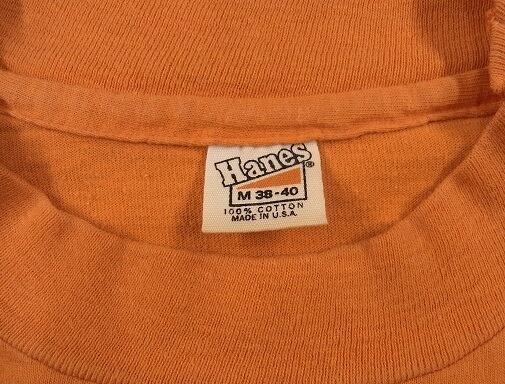 Hanes®
M 38-40
100% COTTON
MADE IN U.S.A.